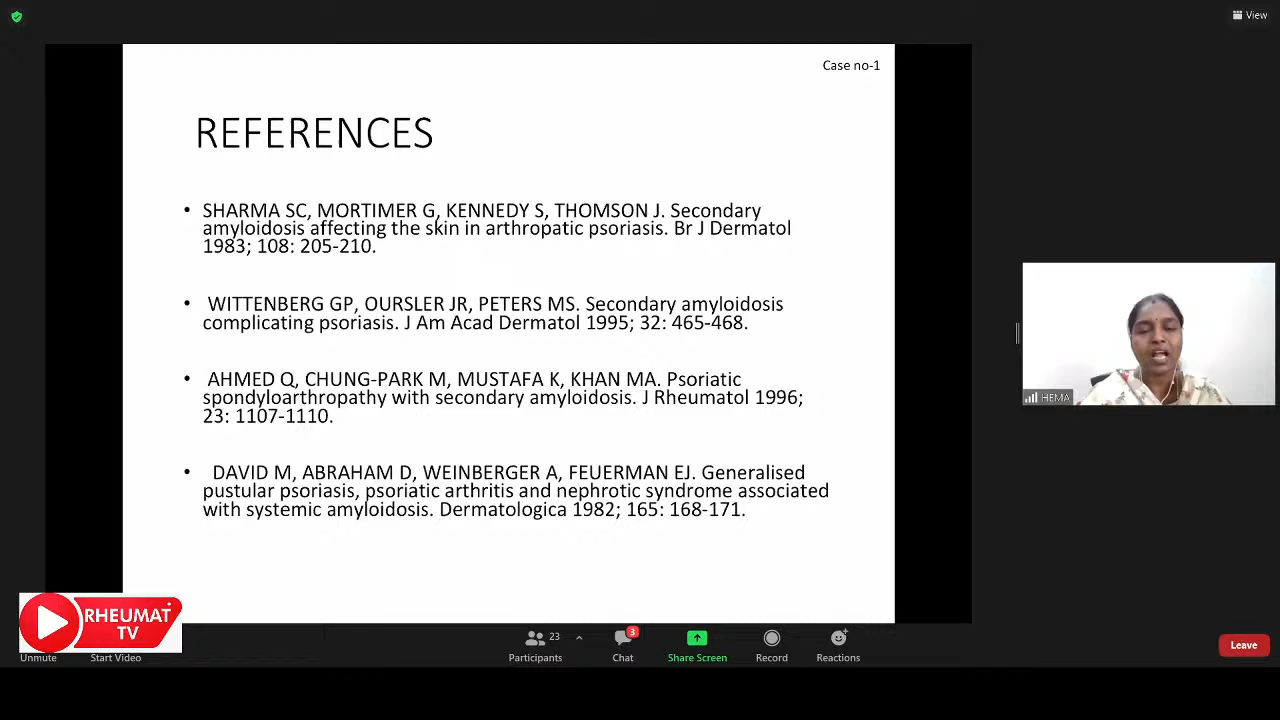 View
Case no-1
REFERENCES
• SHARMA SC, MORTIMER G, KENNEDY S, THOMSON J. Secondary
amyloidosis affecting the skin in arthropatic psoriasis. Br J Dermatol
1983; 108: 205-210.
• WITTENBERG GP, OURSLER JR, PETERS MS. Secondary amyloidosis
complicating psoriasis. J Am Acad Dermatol 1995; 32: 465-468.
• AHMED Q, CHUNG-PARK M, MUSTAFA K, KHAN MA. Psoriatic
spondyloarthropathy with secondary amyloidosis. J Rheumatol 1996;
23: 1107-1110.
• DAVID M, ABRAHAM D, WEINBERGER A, FEUERMAN EJ. Generalised
pustular psoriasis, psoriatic arthritis and nephrotic syndrome associated
with systemic amyloidosis. Dermatologica 1982; 165: 168-171.
HEMA
RHEUMAT
TV
Unmute
Start Video
23
Participants
3
Chat
Share Screen
Record
Reactions
Leave